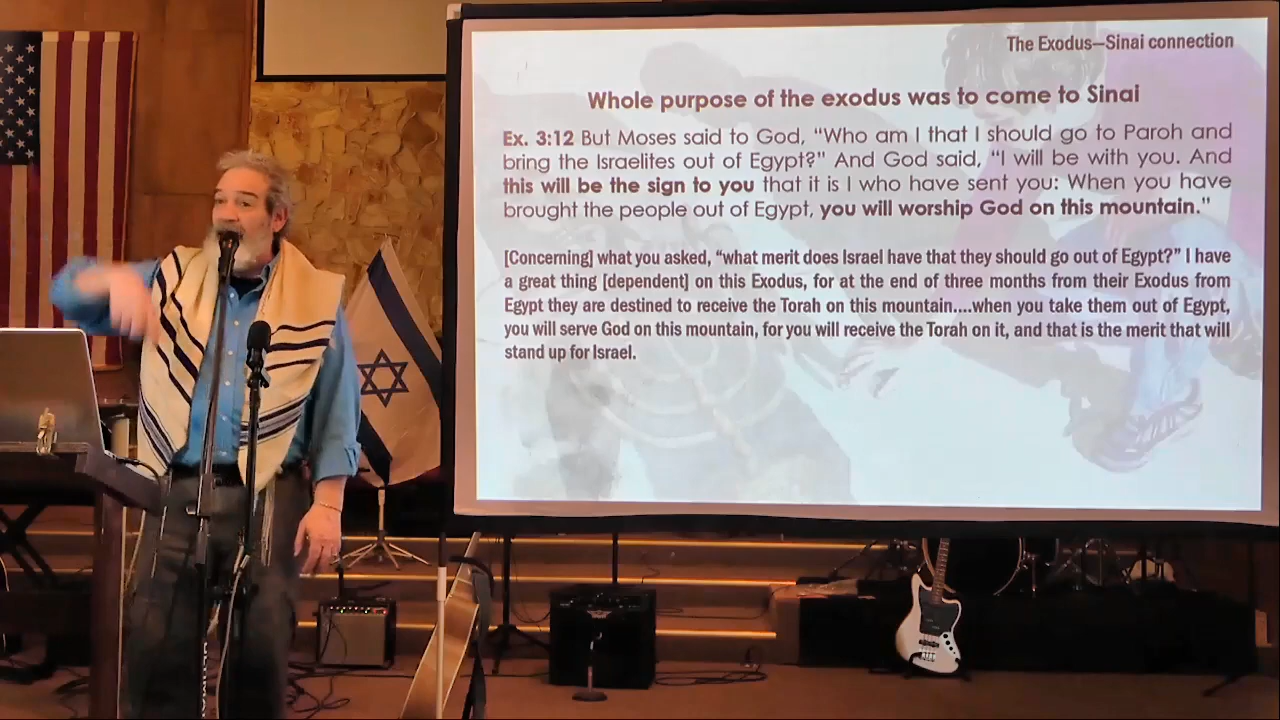 The Exodus—Sinai connection
Whole purpose of the exodus was to come to Sinai
Ex. 3:12 But Moses said to God, “Who am I that I should go to Paroh and
bring the Israelites out of Egypt?” And God said, “I will be with you. And
this will be the sign to you that it is I who have sent you: When you have
brought the people out of Egypt, you will worship God on this mountain.”
[Concerning] what you asked, “what merit does Israel have that they should go out of Egypt?” I have
a great thing [dependent] on this Exodus, for at the end of three months from their Exodus from
Egypt they are destined to receive the Torah on this mountain....when you take them out of Egypt,
you will serve God on this mountain, for you will receive the Torah on it, and that is the merit that will
stand up for Israel.